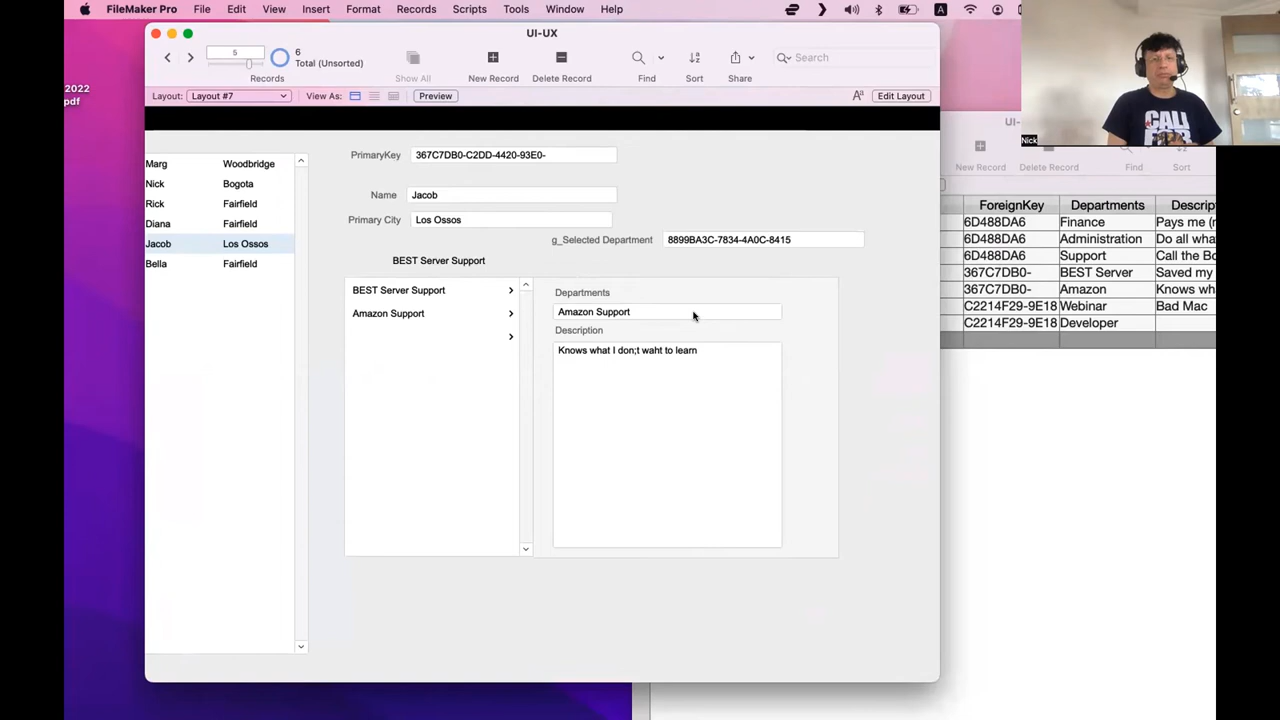 FileMaker Pro File Edit View Insert Format Records Scripts Tools Window Help A
UI-UX
2022
pdf
5
6
Total (Unsorted)
Records
Show All
New Record
Delete Record
Find
Sort
Share
Search
Layout: Layout #7 View As: Preview Edit Layout
Marg Woodbridge
Nick Bogota
Rick Fairfield
Diana Fairfield
Jacob Los Ossos
Bella Fairfield
PrimaryKey 367C7DB0-C2DD-4420-93E0-
Name Jacob
Primary City Los Ossos
g_Selected Department 8899BA3C-7834-4A0C-8415
BEST Server Support
BEST Server Support
Amazon Support
Departments
Amazon Support
Description
Knows what I don;t waht to learn
Nick
CALL
FOR
UI-
New Record
Delete Record
Find
Sort
ForeignKey Departments Descrip
6D488DA6 Finance Pays me (
6D488DA6 Administration Do all wha
6D488DA6 Support Call the Bo
367C7DB0- BEST Server Saved my
367C7DB0- Amazon Knows wh
C2214F29-9E18 Webinar Bad Mac
C2214F29-9E18 Developer